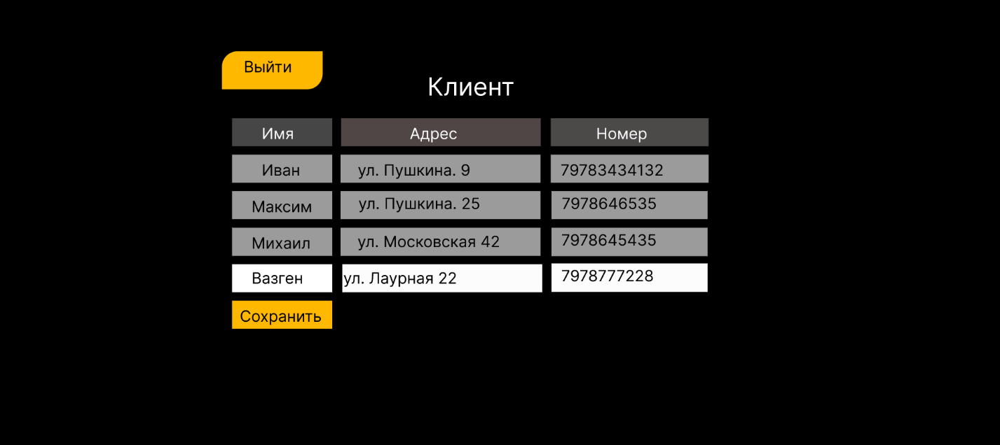 Выйти
Клиент
Имя Адрес Номер
Иван ул. Пушкина. 9 79783434132
Максим ул. Пушкина. 25 7978646535
Михаил ул. Московская 42 7978645435
Вазген ул. Лаурная 22 7978777228
Сохранить